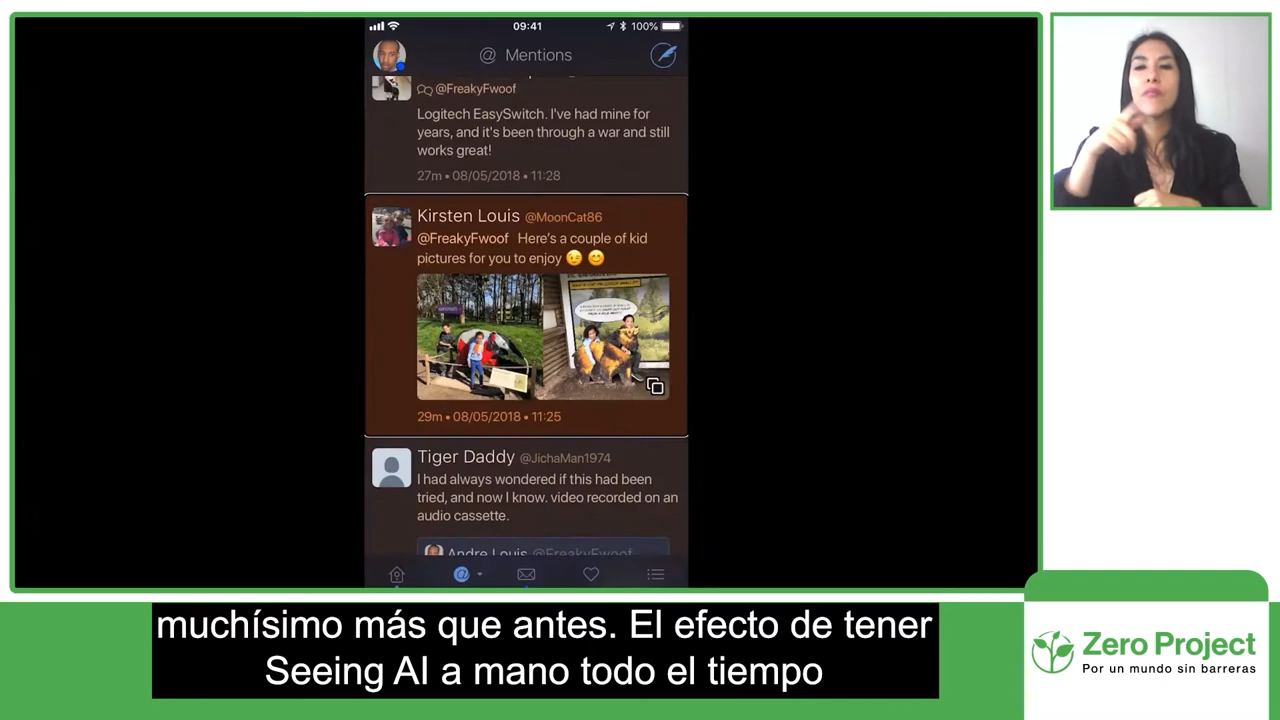 09:41
100%
@ Mentions
@FreakyFwoof
Logitech EasySwitch. I've had mine for
years, and it's been through a war and still
works great!
27m • 08/05/2018 • 11:28
Kirsten Louis @MoonCat86
@FreakyFwoof Here's a couple of kid
pictures for you to enjoy 😉 😊
29m • 08/05/2018 • 11:25
Tiger Daddy @JichaMan1974
I had always wondered if this had been
tried, and now I know. video recorded on an
audio cassette.
Andre Louis @FreakyFwoof
muchísimo más que antes. El efecto de tener
Seeing AI a mano todo el tiempo
Zero Project
Por un mundo sin barreras